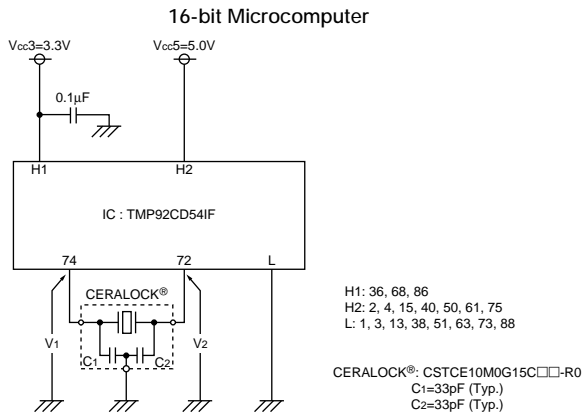 16-bit Microcomputer
Vcc3=3.3V
Vcc5=5.0V
0.1μF
H1
H2
IC : TMP92CD54IF
74
72
L
CERALOCK®
V1
C1
C2
V2
H1: 36, 68, 86
H2: 2, 4, 15, 40, 50, 61, 75
L: 1, 3, 13, 38, 51, 63, 73, 88
CERALOCK®: CSTCE10M0G15C□□-R0
C1=33pF (Typ.)
C2=33pF (Typ.)